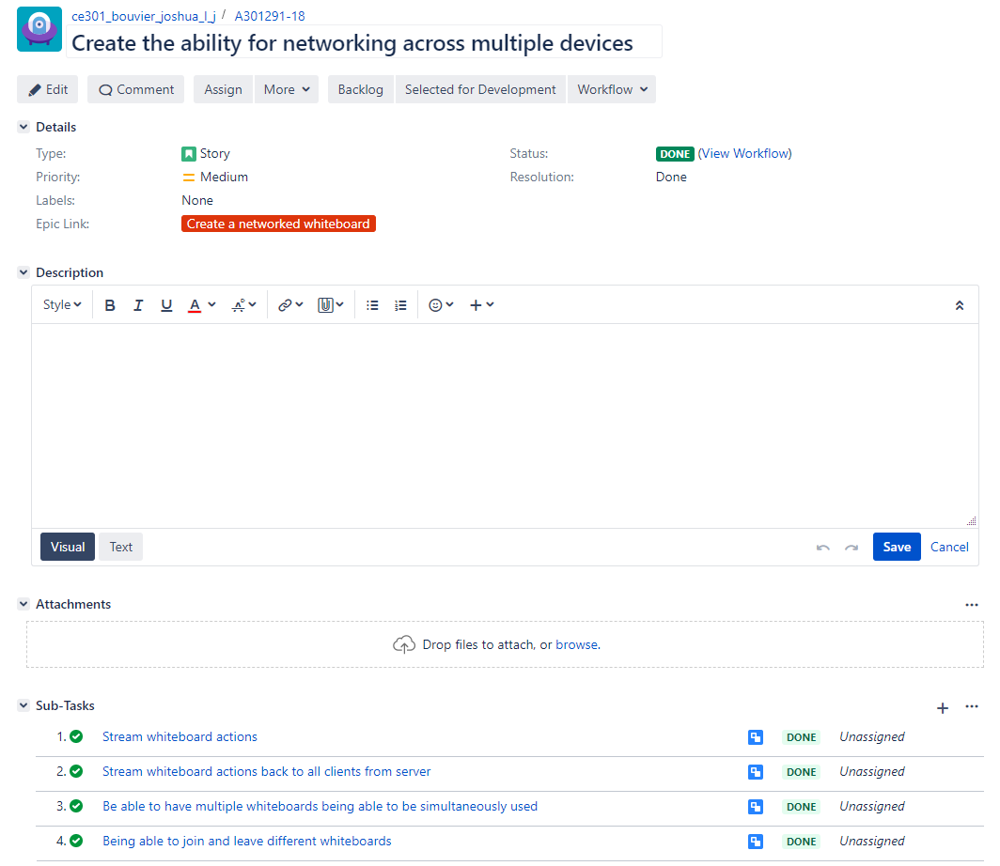 ce301_bouvier_joshua_l_j / A301291-18
Create the ability for networking across multiple devices
Edit Comment Assign More Backlog Selected for Development Workflow
Details
Type: Story Status: DONE (View Workflow)
Priority: Medium Resolution: Done
Labels: None
Epic Link: Create a networked whiteboard
Description
Style B I U A
Visual Text Save Cancel
Attachments
Drop files to attach, or browse.
Sub-Tasks
1. Stream whiteboard actions DONE Unassigned
2. Stream whiteboard actions back to all clients from server DONE Unassigned
3. Be able to have multiple whiteboards being able to be simultaneously used DONE Unassigned
4. Being able to join and leave different whiteboards DONE Unassigned